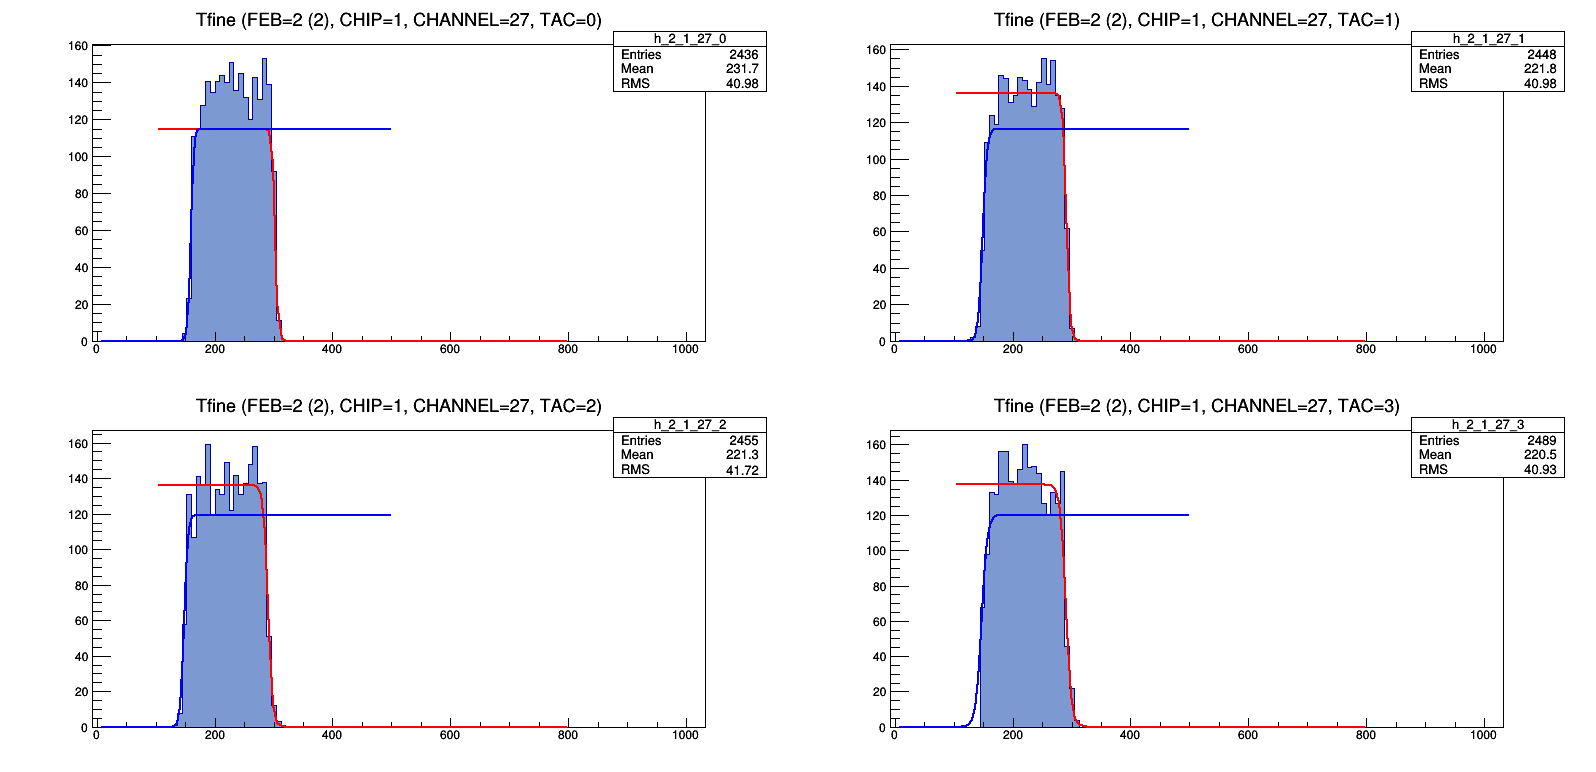 Tfine (FEB=2 (2), CHIP=1, CHANNEL=27, TAC=0)
h_2_1_27_0
Entries 2436
Mean 231.7
RMS 40.98
160
140
120
100
80
60
40
20
0
0 200 400 600 800 1000
Tfine (FEB=2 (2), CHIP=1, CHANNEL=27, TAC=1)
h_2_1_27_1
Entries 2448
Mean 221.8
RMS 40.98
160
140
120
100
80
60
40
20
0
0 200 400 600 800 1000
Tfine (FEB=2 (2), CHIP=1, CHANNEL=27, TAC=2)
h_2_1_27_2
Entries 2455
Mean 221.3
RMS 41.72
160
140
120
100
80
60
40
20
0
0 200 400 600 800 1000
Tfine (FEB=2 (2), CHIP=1, CHANNEL=27, TAC=3)
h_2_1_27_3
Entries 2489
Mean 220.5
RMS 40.93
160
140
120
100
80
60
40
20
0
0 200 400 600 800 1000